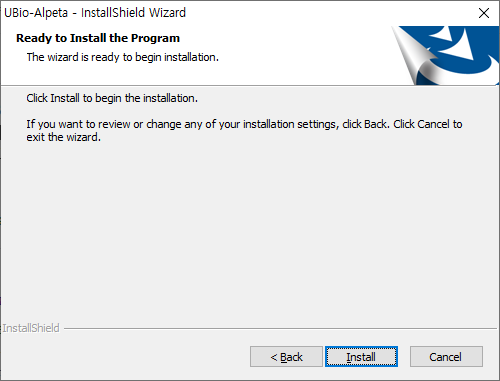 UBio-Alpeta - InstallShield Wizard
Ready to Install the Program
The wizard is ready to begin installation.
Click Install to begin the installation.
If you want to review or change any of your installation settings, click Back. Click Cancel to
exit the wizard.
InstallShield
< Back
Install
Cancel